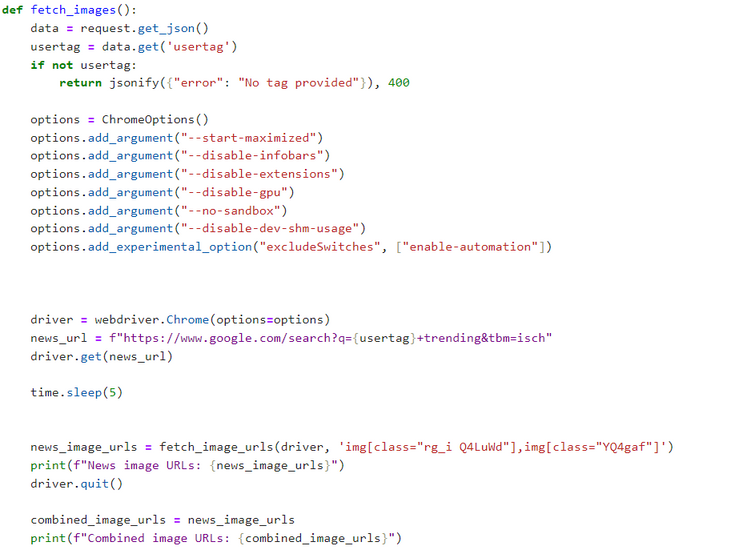 def fetch_images():
    data = request.get_json()
    usertag = data.get('usertag')
    if not usertag:
        return jsonify({"error": "No tag provided"}), 400
    options = ChromeOptions()
    options.add_argument("--start-maximized")
    options.add_argument("--disable-infobars")
    options.add_argument("--disable-extensions")
    options.add_argument("--disable-gpu")
    options.add_argument("--no-sandbox")
    options.add_argument("--disable-dev-shm-usage")
    options.add_experimental_option("excludeSwitches", ["enable-automation"])
    driver = webdriver.Chrome(options=options)
    news_url = f"https://www.google.com/search?q={usertag}+trending&tbm=isch"
    driver.get(news_url)
    time.sleep(5)
    news_image_urls = fetch_image_urls(driver, 'img[class="rg_i Q4LuWd"],img[class="YQ4gaf"]')
    print(f"News image URLs: {news_image_urls}")
    driver.quit()
    combined_image_urls = news_image_urls
    print(f"Combined image URLs: {combined_image_urls}")